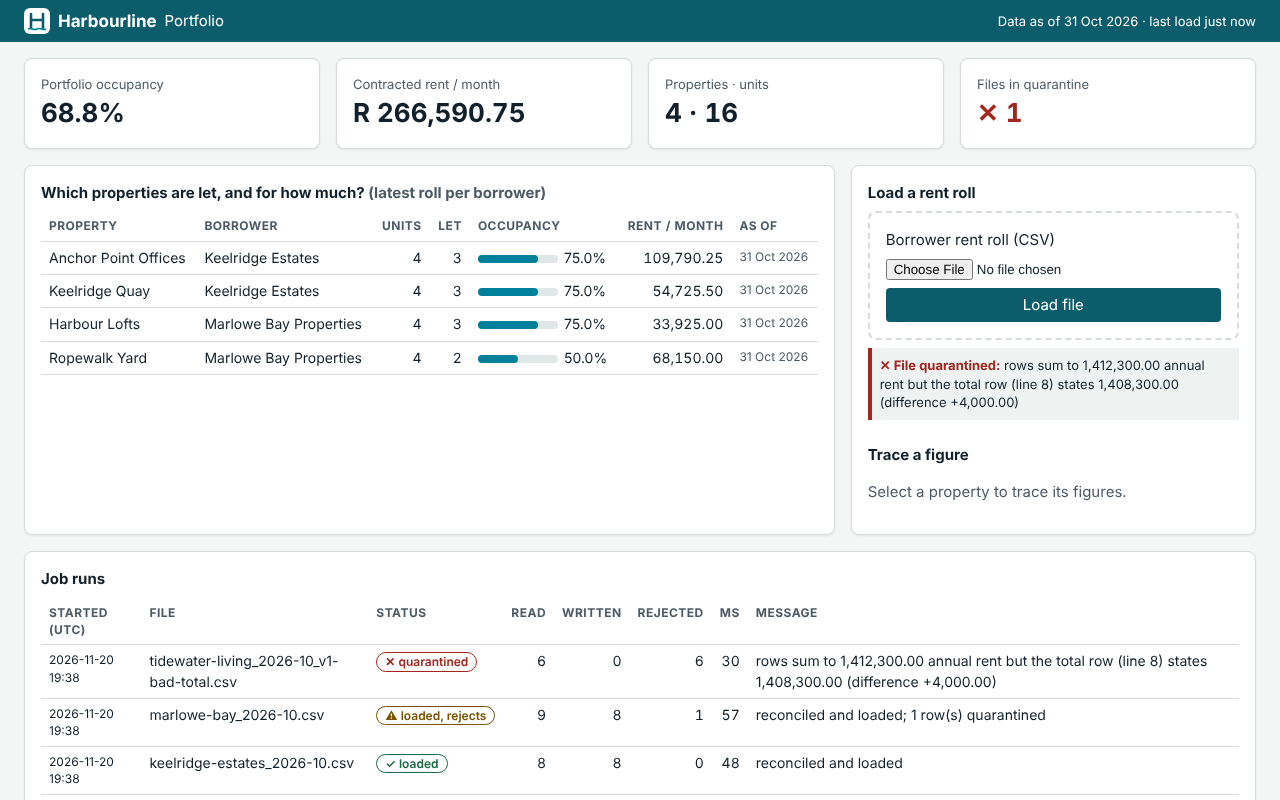 Harbourline Portfolio
Data as of 31 Oct 2026 · last load just now
Portfolio occupancy
68.8%
Contracted rent / month
R 266,590.75
Properties · units
4 · 16
Files in quarantine
✕ 1
Which properties are let, and for how much? (latest roll per borrower)
PROPERTY BORROWER UNITS LET OCCUPANCY RENT / MONTH AS OF
Anchor Point Offices Keelridge Estates 4 3 75.0% 109,790.25 31 Oct 2026
Keelridge Quay Keelridge Estates 4 3 75.0% 54,725.50 31 Oct 2026
Harbour Lofts Marlowe Bay Properties 4 3 75.0% 33,925.00 31 Oct 2026
Ropewalk Yard Marlowe Bay Properties 4 2 50.0% 68,150.00 31 Oct 2026
Load a rent roll
Borrower rent roll (CSV)
Choose File No file chosen
Load file
✕ File quarantined: rows sum to 1,412,300.00 annual
rent but the total row (line 8) states 1,408,300.00
(difference +4,000.00)
Trace a figure
Select a property to trace its figures.
Job runs
STARTED (UTC) FILE STATUS READ WRITTEN REJECTED MS MESSAGE
2026-11-20 tidewater-living_2026-10_v1- ✕ quarantined 6 0 6 30 rows sum to 1,412,300.00 annual rent but the total row (line 8) states
19:38 bad-total.csv 1,408,300.00 (difference +4,000.00)
2026-11-20 marlowe-bay_2026-10.csv ⚠ loaded, rejects 9 8 1 57 reconciled and loaded; 1 row(s) quarantined
19:38
2026-11-20 keelridge-estates_2026-10.csv ✓ loaded 8 8 0 48 reconciled and loaded
19:38